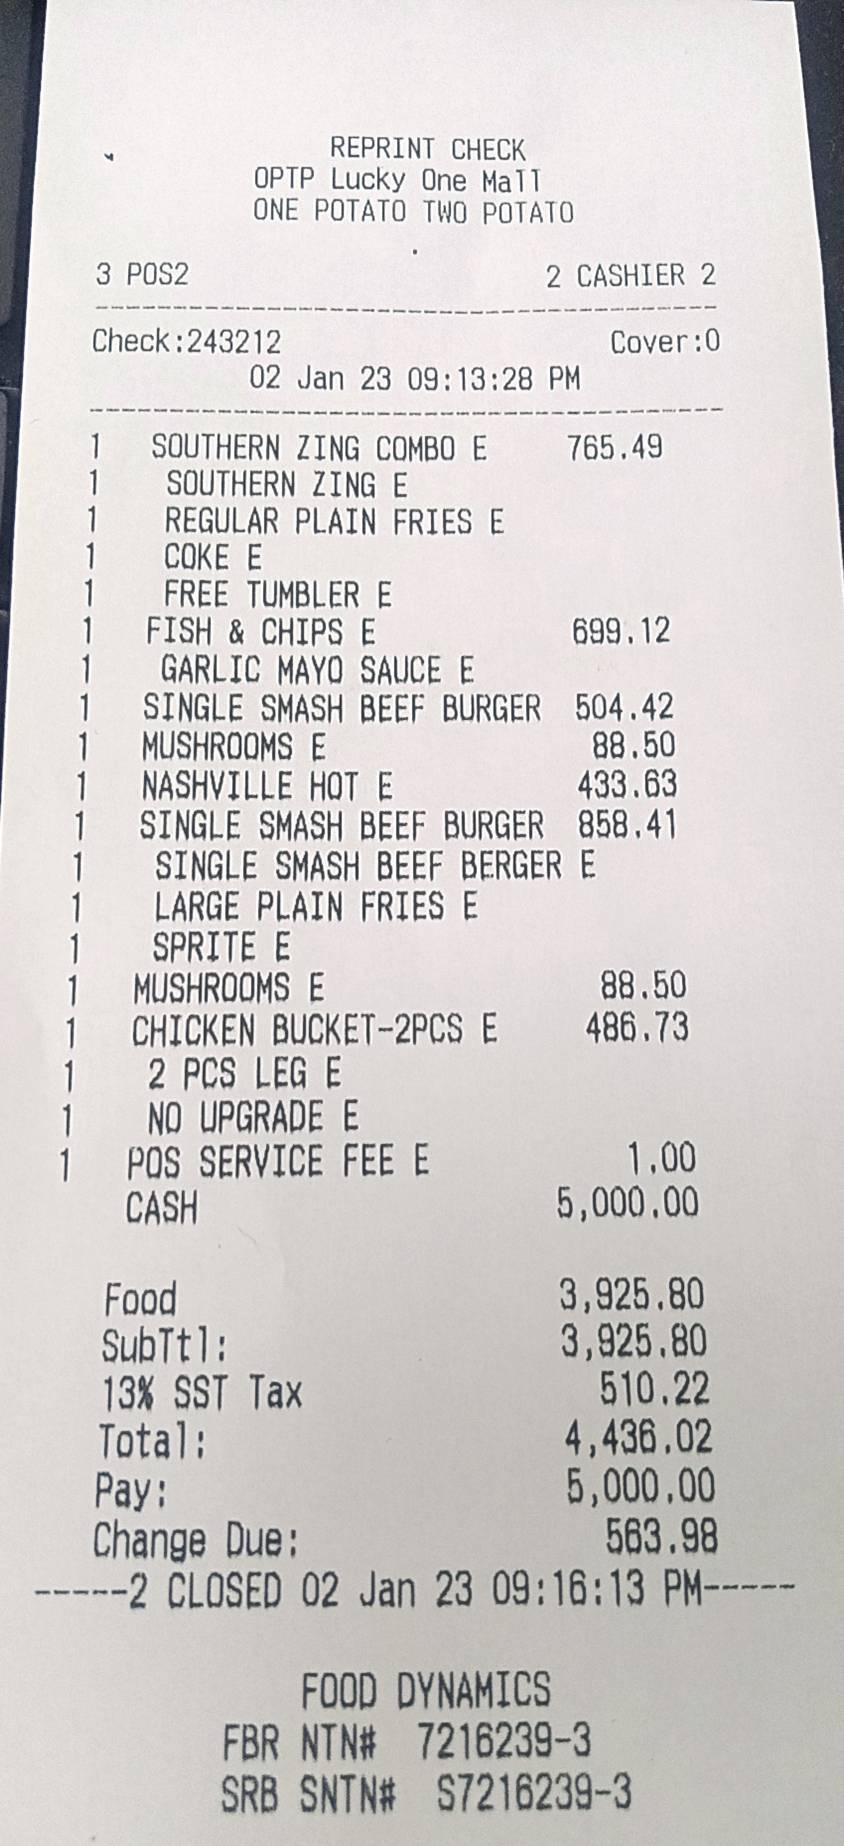 REPRINT CHECK
OPTP Lucky One Mall
ONE POTATO TWO POTATO
3 POS2 2 CASHIER 2
Check:243212 Cover:0
02 Jan 23 09:13:28 PM
1 SOUTHERN ZING COMBO E 765.49
1 SOUTHERN ZING E
1 REGULAR PLAIN FRIES E
1 COKE E
1 FREE TUMBLER E
1 FISH & CHIPS E 699.12
1 GARLIC MAYO SAUCE E
1 SINGLE SMASH BEEF BURGER 504.42
1 MUSHROOMS E 88.50
1 NASHVILLE HOT E 433.63
1 SINGLE SMASH BEEF BURGER 858.41
1 SINGLE SMASH BEEF BERGER E
1 LARGE PLAIN FRIES E
1 SPRITE E
1 MUSHROOMS E 88.50
1 CHICKEN BUCKET-2PCS E 486.73
1 2 PCS LEG E
1 NO UPGRADE E
1 POS SERVICE FEE E 1.00
CASH 5,000.00
Food 3,925.80
SubTtl: 3,925.80
13% SST Tax 510.22
Total: 4,436.02
Pay: 5,000.00
Change Due: 563.98
-----2 CLOSED 02 Jan 23 09:16:13 PM-----
FOOD DYNAMICS
FBR NTN# 7216239-3
SRB SNTN# S7216239-3